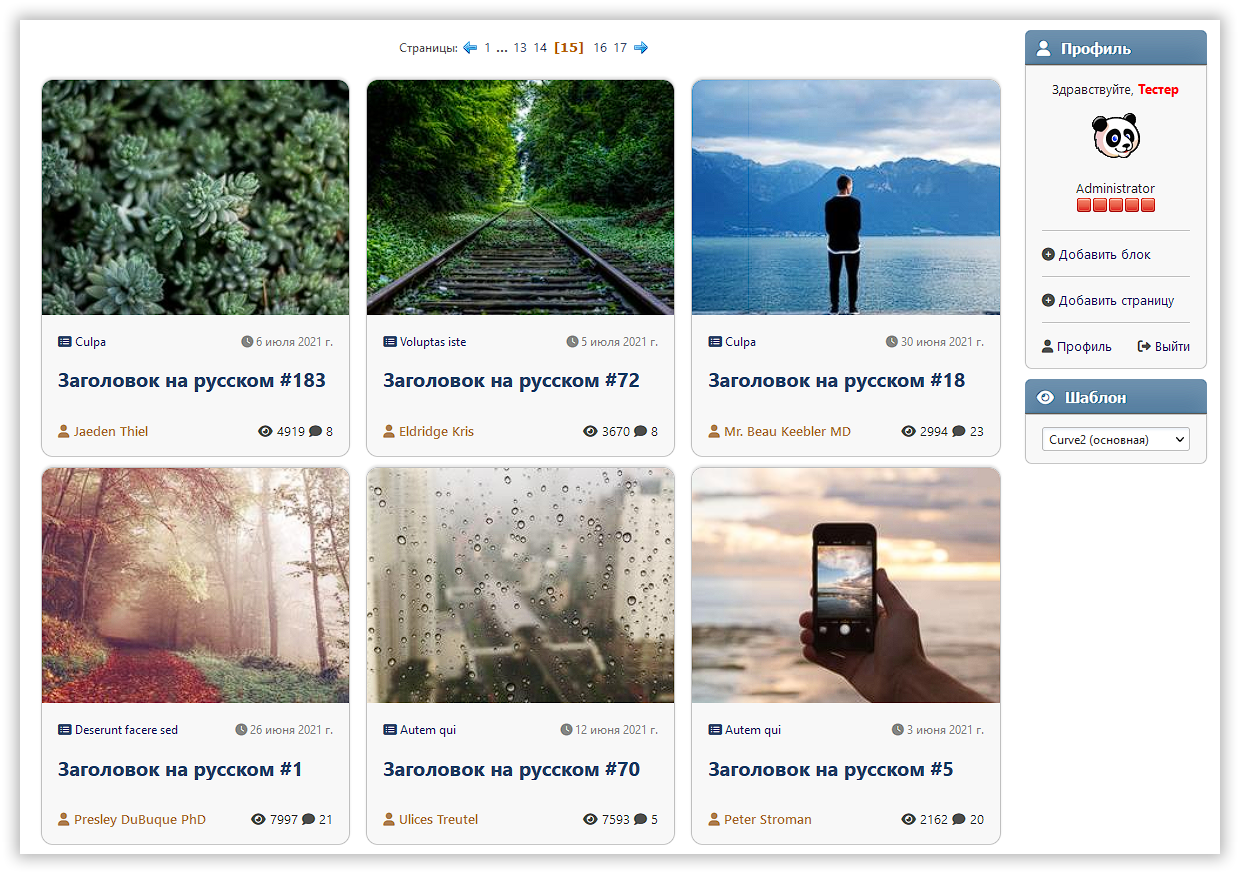 Страницы: 1 ... 13 14 [15] 16 17
Culpa 6 июля 2021 г.
Заголовок на русском #183
Jaeden Thiel 4919 8
Voluptas iste 5 июля 2021 г.
Заголовок на русском #72
Eldridge Kris 3670 8
Culpa 30 июня 2021 г.
Заголовок на русском #18
Mr. Beau Keebler MD 2994 23
Deserunt facere sed 26 июня 2021 г.
Заголовок на русском #1
Presley DuBuque PhD 7997 21
Autem qui 12 июня 2021 г.
Заголовок на русском #70
Ulices Treutel 7593 5
Autem qui 3 июня 2021 г.
Заголовок на русском #5
Peter Stroman 2162 20
Профиль
Здравствуйте, Тестер
Administrator
Добавить блок
Добавить страницу
Профиль Выйти
Шаблон
Curve2 (основная)